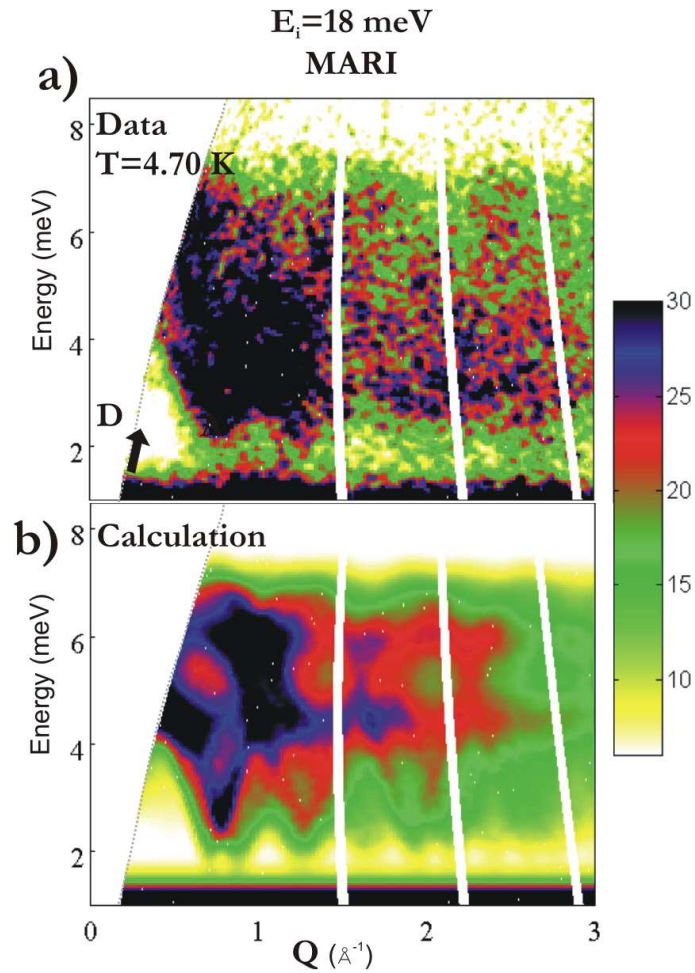 E_i=18 meV
MARI
a)
Data
T=4.70 K
8
6
4
2
Energy (meV)
D
b)
Calculation
8
6
4
2
Energy (meV)
0
1
2
3
Q (Å⁻¹)
30
25
20
15
10